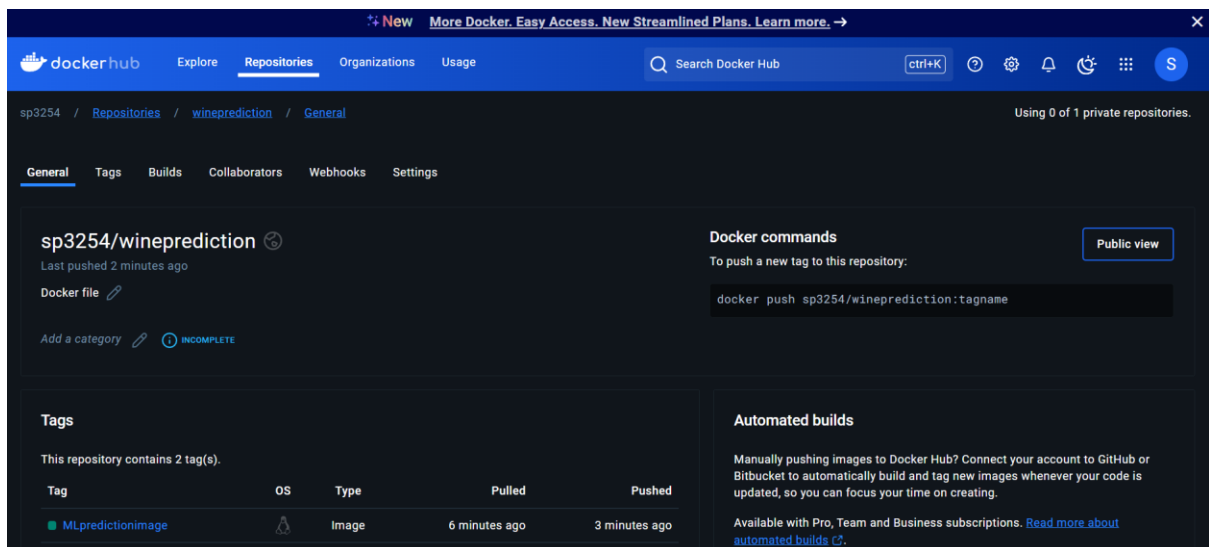 New More Docker. Easy Access. New Streamlined Plans. Learn more. → ×
dockerhub Explore Repositories Organizations Usage Search Docker Hub ctrl+K ? S
sp3254 / Repositories / wineprediction / General Using 0 of 1 private repositories.
General Tags Builds Collaborators Webhooks Settings
sp3254/wineprediction
Last pushed 2 minutes ago
Docker file
Add a category INCOMPLETE
Docker commands
Public view
To push a new tag to this repository:
docker push sp3254/wineprediction:tagname
Tags
This repository contains 2 tag(s).
Tag OS Type Pulled Pushed
MLpredictionimage Image 6 minutes ago 3 minutes ago
Automated builds
Manually pushing images to Docker Hub? Connect your account to GitHub or
Bitbucket to automatically build and tag new images whenever your code is
updated, so you can focus your time on creating.
Available with Pro, Team and Business subscriptions. Read more about
automated builds.